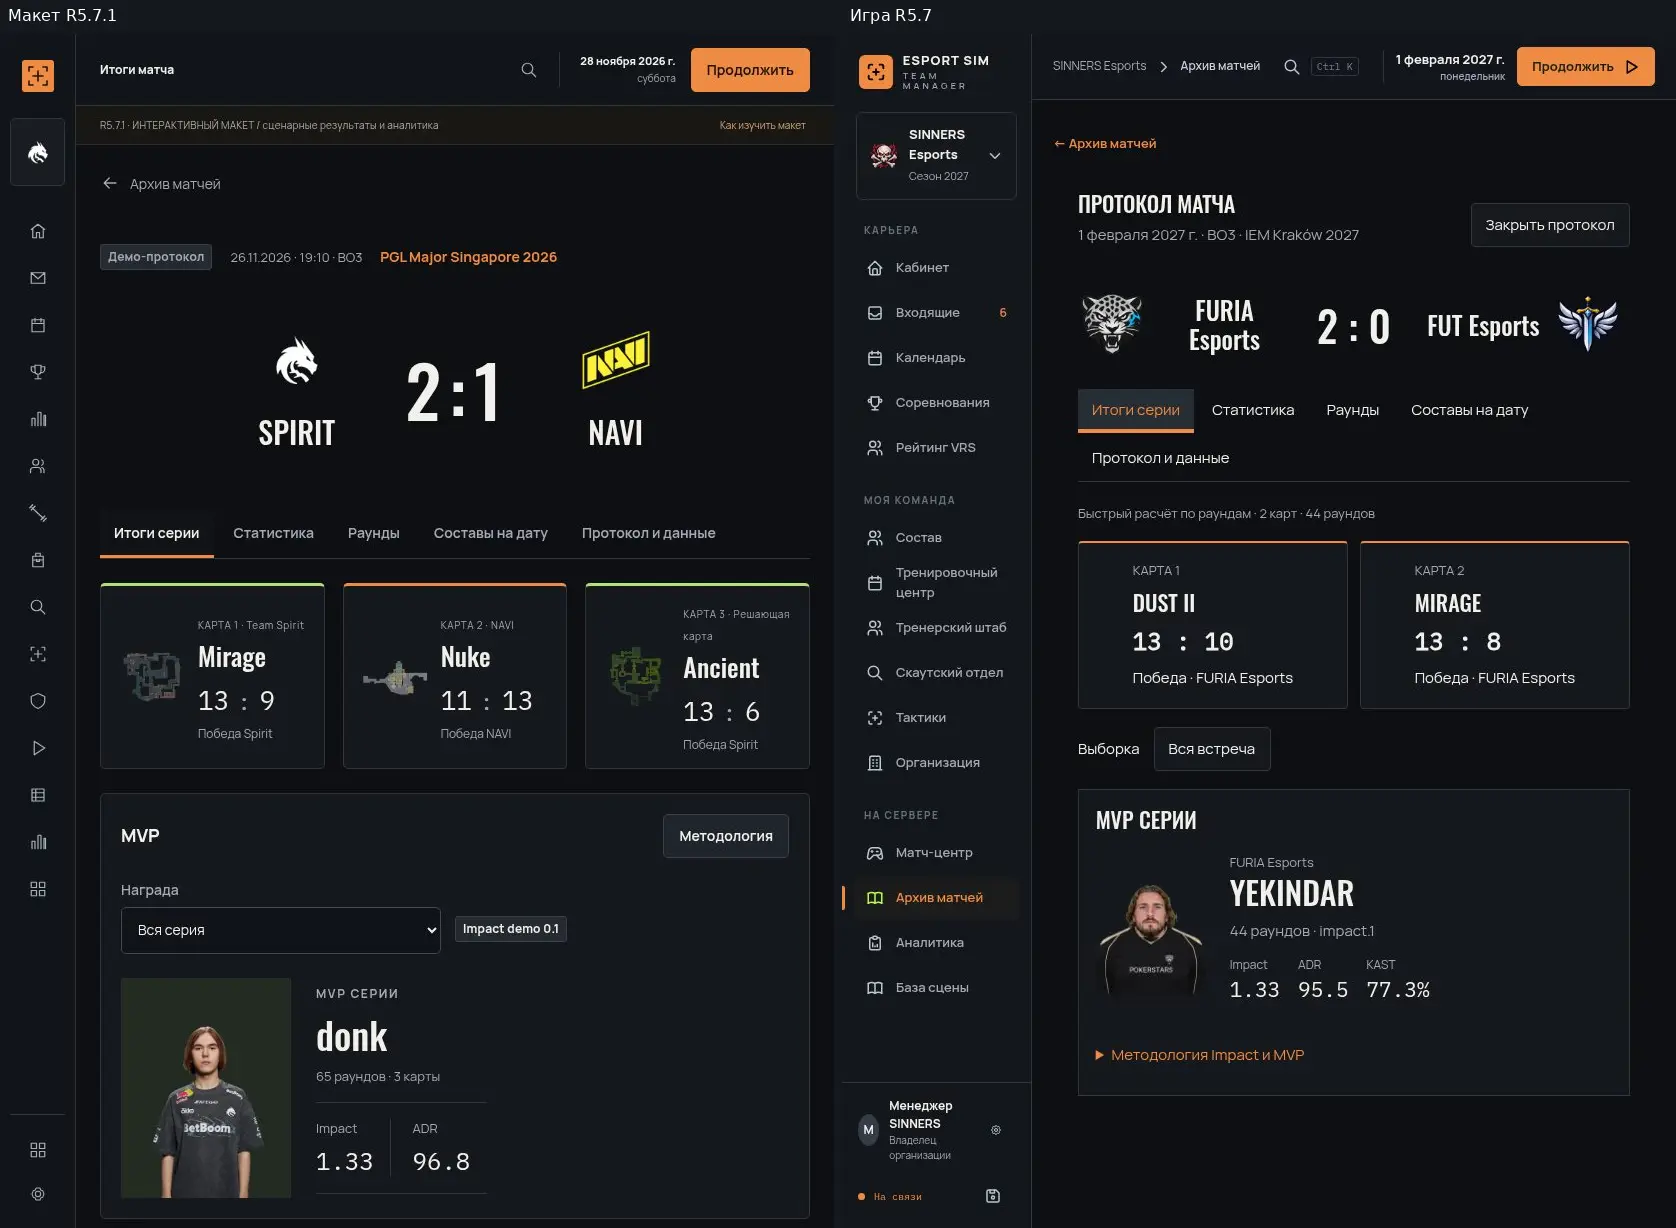 Макет R5.7.1
Итоги матча
28 ноября 2026 г.
суббота
Продолжить
R5.7.1 · ИНТЕРАКТИВНЫЙ МАКЕТ / сценарные результаты и аналитика
Как изучить макет
Архив матчей
Демо-протокол
26.11.2026 · 19:10 · BO3
PGL Major Singapore 2026
SPIRIT
2:1
NAVI
NAVI
Итоги серии
Статистика
Раунды
Составы на дату
Протокол и данные
КАРТА 1 · Team Spirit
Mirage
13 : 9
Победа Spirit
КАРТА 2 · NAVI
Nuke
11 : 13
Победа NAVI
КАРТА 3 · Решающая
карта
Ancient
13 : 6
Победа Spirit
MVP
Методология
Награда
Вся серия
Impact demo 0.1
BetBoom
MVP СЕРИИ
donk
65 раундов · 3 карты
Impact
1.33
ADR
96.8
Игра R5.7
ESPORT SIM
TEAM
MANAGER
SINNERS
Esports
Сезон 2027
КАРЬЕРА
Кабинет
Входящие
6
Календарь
Соревнования
Рейтинг VRS
МОЯ КОМАНДА
Состав
Тренировочный
центр
Тренерский штаб
Скаутский отдел
Тактики
Организация
НА СЕРВЕРЕ
Матч-центр
Архив матчей
Аналитика
База сцены
M
Менеджер
SINNERS
Владелец
организации
На связи
SINNERS Esports
Архив матчей
Ctrl K
1 февраля 2027 г.
понедельник
Продолжить
← Архив матчей
ПРОТОКОЛ МАТЧА
1 февраля 2027 г. · BO3 · IEM Kraków 2027
Закрыть протокол
FURIA
Esports
2 : 0
FUT Esports
Итоги серии
Статистика
Раунды
Составы на дату
Протокол и данные
Быстрый расчёт по раундам · 2 карт · 44 раундов
КАРТА 1
DUST II
13 : 10
Победа · FURIA Esports
КАРТА 2
MIRAGE
13 : 8
Победа · FURIA Esports
Выборка
Вся встреча
MVP СЕРИИ
POKERSTARS
FURIA Esports
YEKINDAR
44 раундов · impact.1
Impact
1.33
ADR
95.5
KAST
77.3%
Методология Impact и MVP